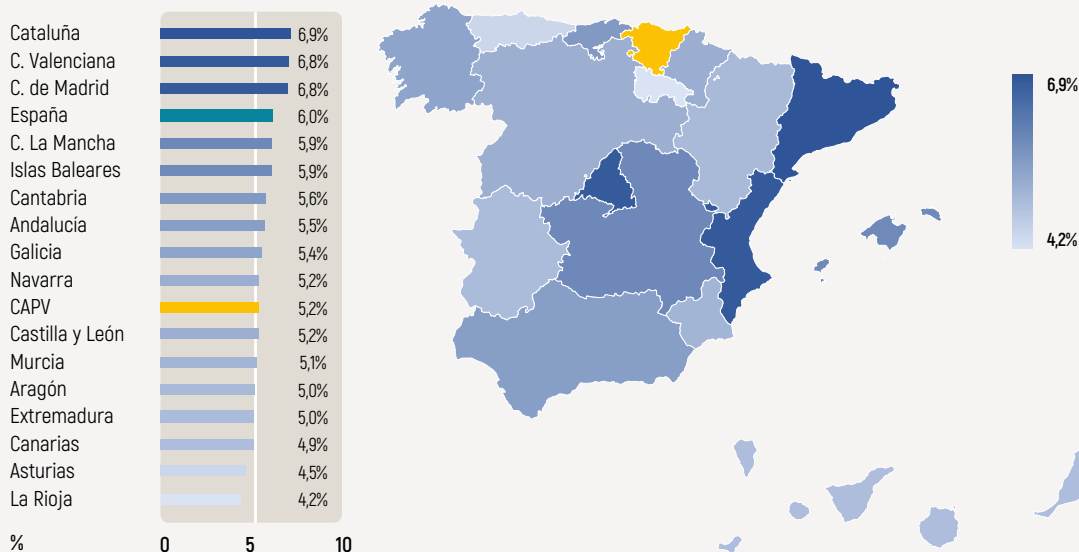 Cataluña 6,9%
C. Valenciana 6,8%
C. de Madrid 6,8%
España 6,0%
C. La Mancha 5,9%
Islas Baleares 5,9%
Cantabria 5,6%
Andalucía 5,5%
Galicia 5,4%
Navarra 5,2%
CAPV 5,2%
Castilla y León 5,2%
Murcia 5,1%
Aragón 5,0%
Extremadura 5,0%
Canarias 4,9%
Asturias 4,5%
La Rioja 4,2%
% 0 5 10
6,9%
4,2%